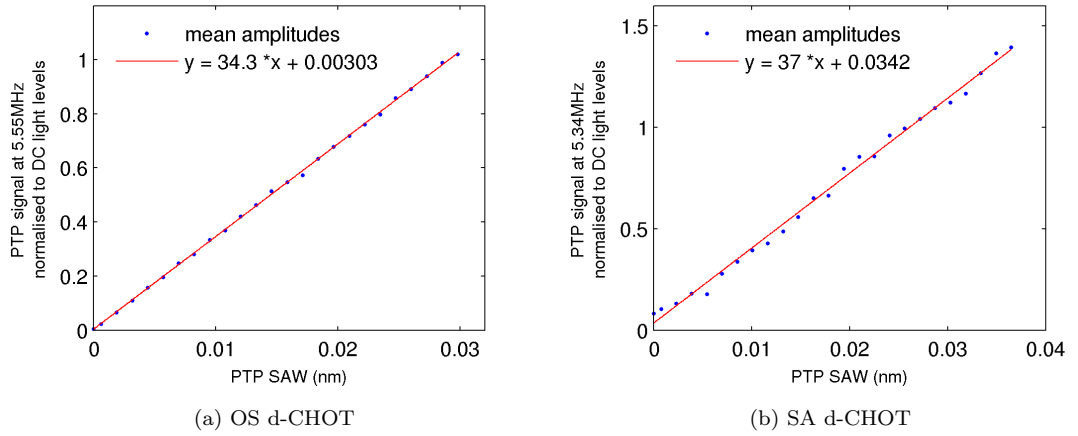 PTP signal at 5.55MHz
normalised to DC light levels
mean amplitudes
y = 34.3 *x + 0.00303
1
0.8
0.6
0.4
0.2
0
0 0.01 0.02 0.03
PTP SAW (nm)
(a) OS d-CHOT
PTP signal at 5.34MHz
normalised to DC light levels
mean amplitudes
y = 37 *x + 0.0342
1.5
1
0.5
0
0 0.01 0.02 0.03 0.04
PTP SAW (nm)
(b) SA d-CHOT